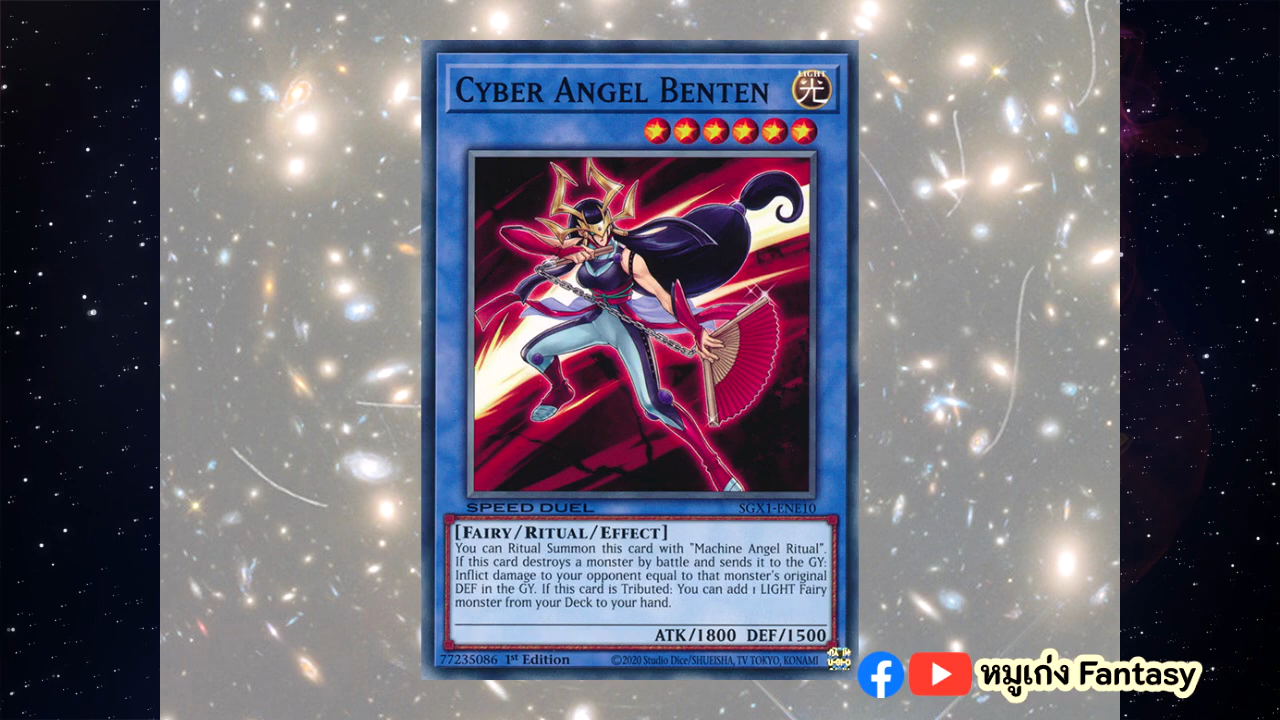 CYBER ANGEL BENTEN
LIGHT
光
SPEED DUEL
SGX1-ENE10
[FAIRY/RITUAL/EFFECT]
You can Ritual Summon this card with "Machine Angel Ritual".
If this card destroys a monster by battle and sends it to the GY:
Inflict damage to your opponent equal to that monster's original
DEF in the GY. If this card is Tributed: You can add 1 LIGHT Fairy
monster from your Deck to your hand.
ATK/1800 DEF/1500
77235086 1st Edition ©2020 Studio Dice/SHUEISHA, TV TOKYO, KONAMI
หมูเก่ง Fantasy